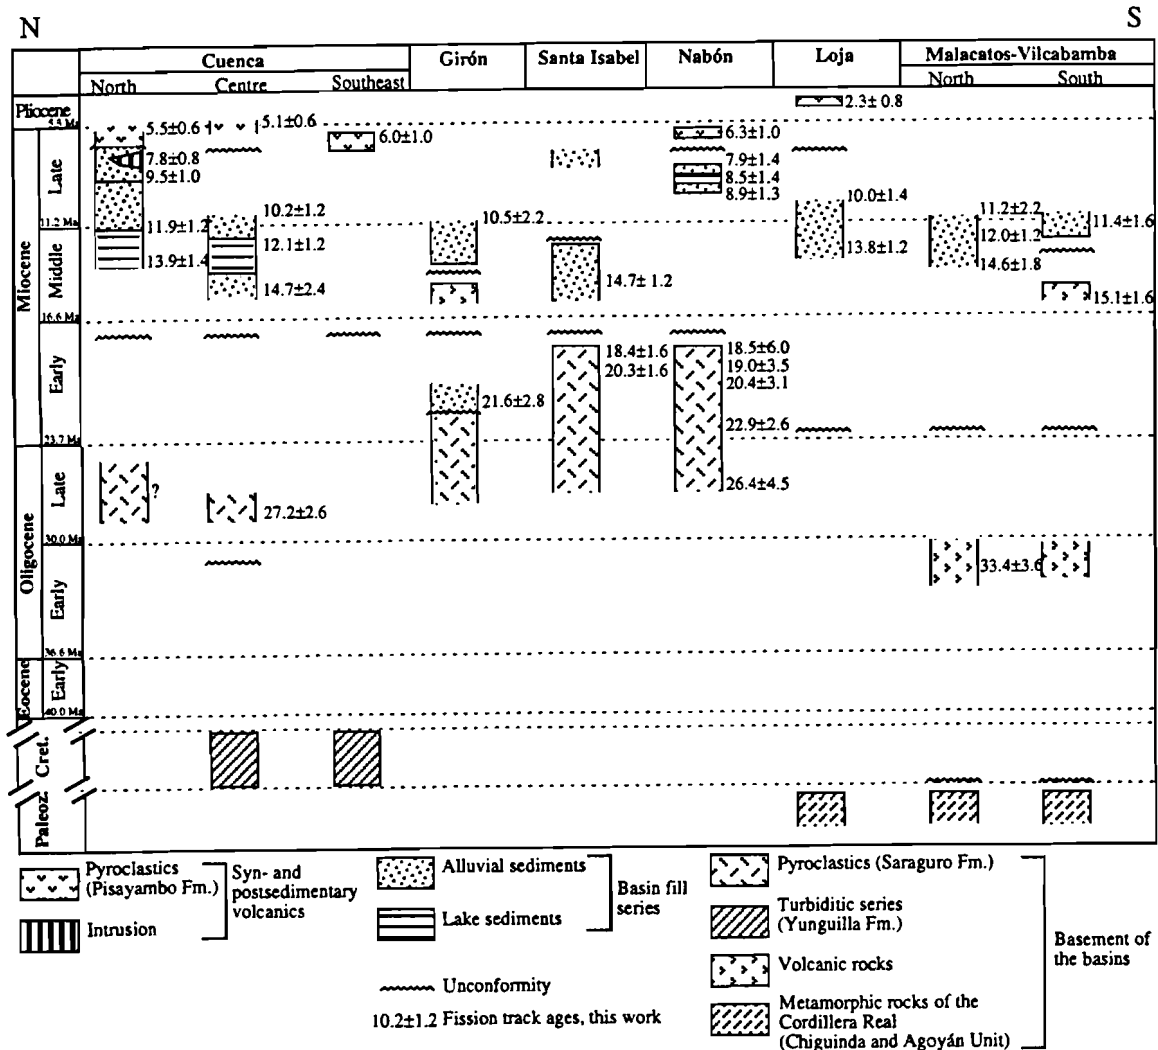 N
S
Cuenca
Girón
Santa Isabel
Nabón
Loja
Malacatos-Vilcabamba
North
Centre
Southeast
North
South
Pliocene
2.3± 0.8
5.5 Ma
5.5±0.6
5.1±0.6
6.0±1.0
6.3±1.0
Miocene
Late
7.8±0.8
9.5±1.0
7.9±1.4
8.5±1.4
8.9±1.3
10.2±1.2
10.5±2.2
10.0±1.4
11.2±2.2
11.4±1.6
11.2 Ma
11.9±1.2
12.1±1.2
12.0±1.2
Middle
13.9±1.4
13.8±1.2
14.6±1.8
14.7±2.4
14.7± 1.2
15.1±1.6
16.6 Ma
Early
18.4±1.6
18.5±6.0
20.3±1.6
19.0±3.5
20.4±3.1
21.6±2.8
22.9±2.6
23.7 Ma
Oligocene
Late
?
26.4±4.5
27.2±2.6
30.0 Ma
Early
33.4±3.6
36.6 Ma
Eocene
Early
40.0 Ma
Cret.
Paleoz.
Pyroclastics
(Pisayambo Fm.)
Intrusion
Syn- and
postsedimentary
volcanics
Alluvial sediments
Lake sediments
Basin fill
series
Unconformity
10.2±1.2 Fission track ages, this work
Pyroclastics (Saraguro Fm.)
Turbiditic series
(Yunguilla Fm.)
Volcanic rocks
Metamorphic rocks of the
Cordillera Real
(Chiguinda and Agoyán Unit)
Basement of
the basins